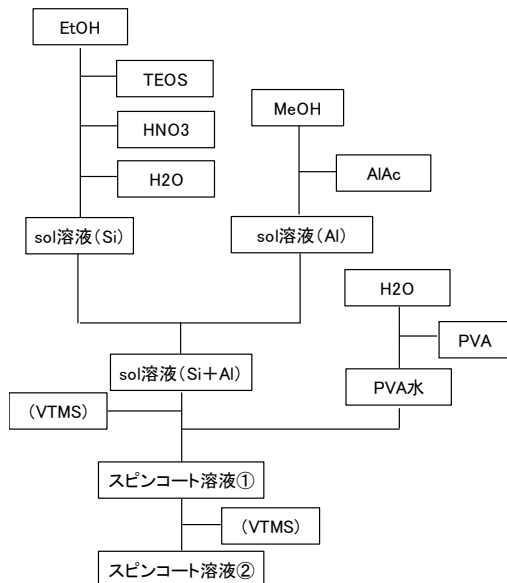 EtOH
TEOS
HNO3
H2O
sol溶液(Si)
MeOH
AlAc
sol溶液(Al)
H2O
PVA
PVA水
sol溶液(Si+Al)
(VTMS)
スピンコート溶液①
(VTMS)
スピンコート溶液②